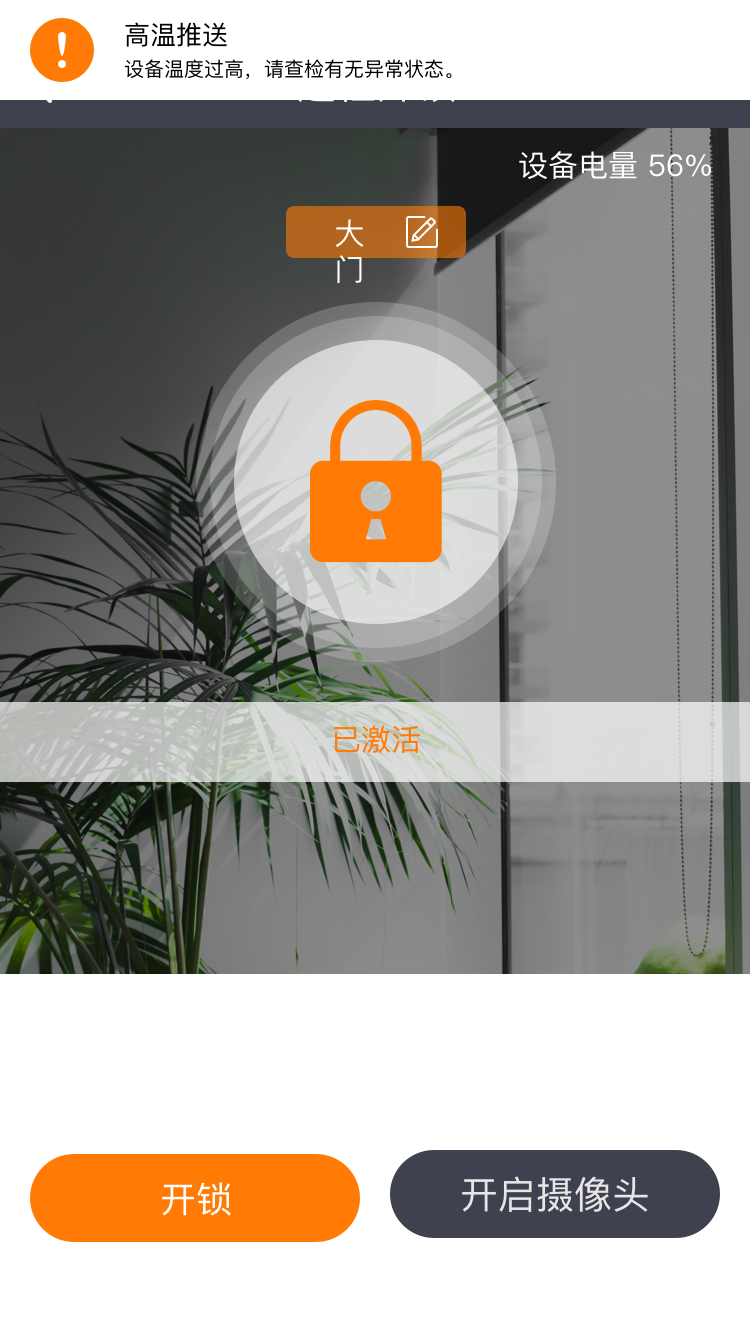 高温推送
设备温度过高，请查检有无异常状态。
设备电量 56%
大
门
已激活
开锁
开启摄像头